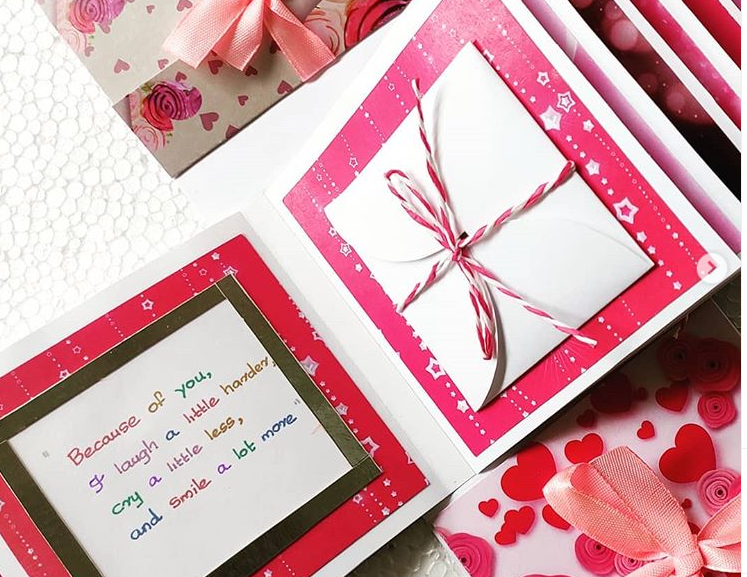 "Because of you,
I laugh a little harder,
cry a little less,
and smile a lot more"